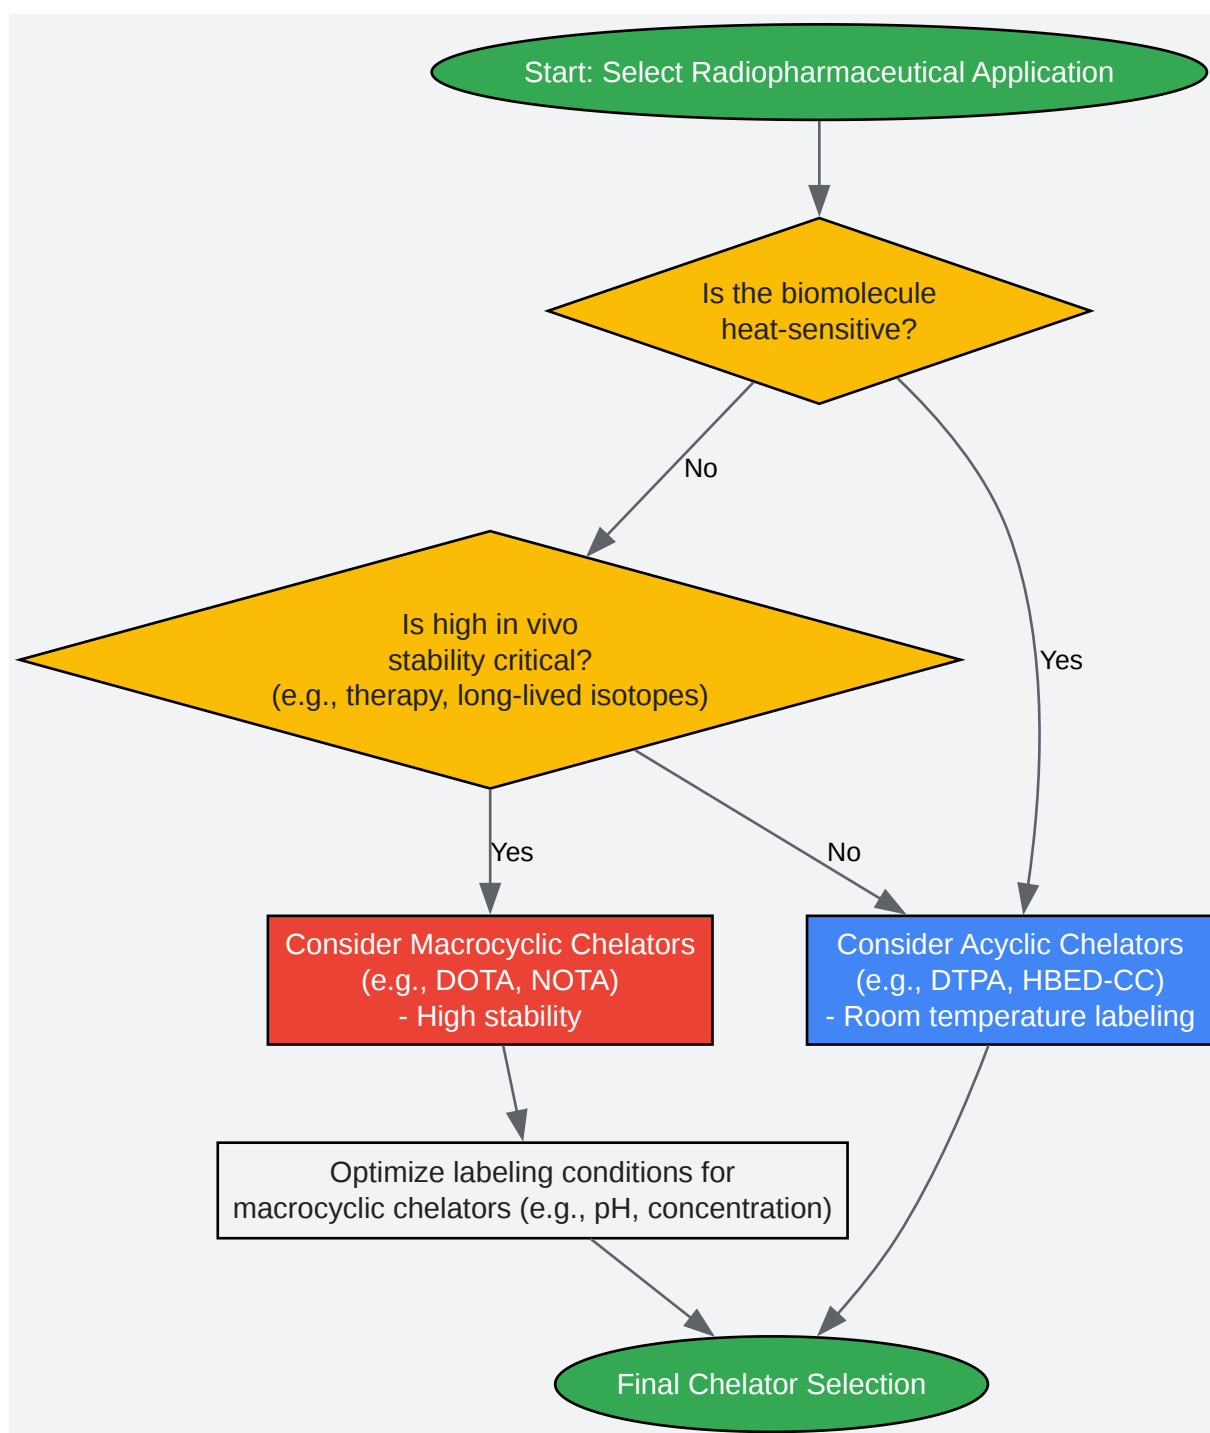 Start: Select Radiopharmaceutical Application
Is the biomolecule
heat-sensitive?
No
Is high in vivo
stability critical?
(e.g., therapy, long-lived isotopes)
Yes
Yes
No
Consider Macrocyclic Chelators
(e.g., DOTA, NOTA)
- High stability
Consider Acyclic Chelators
(e.g., DTPA, HBED-CC)
- Room temperature labeling
Optimize labeling conditions for
macrocyclic chelators (e.g., pH, concentration)
Final Chelator Selection